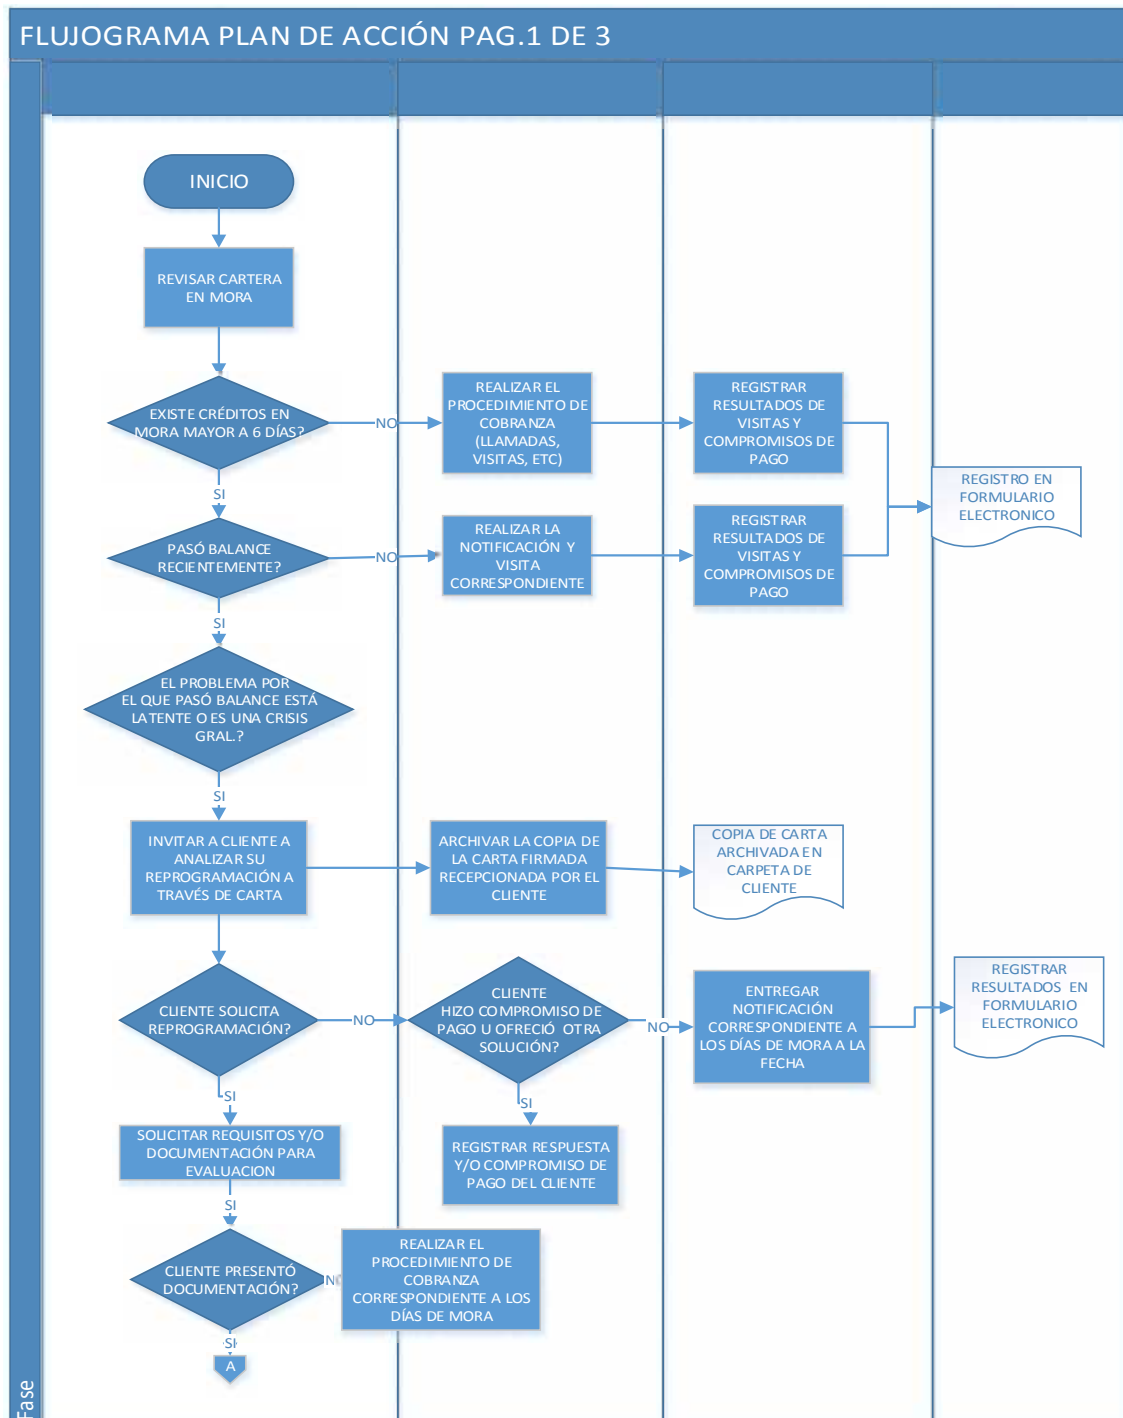 FLUJOGRAMA PLAN DE ACCIÓN PAG.1 DE 3
INICIO
REVISAR CARTERA
EN MORA
EXISTE CRÉDITOS EN
MORA MAYOR A 6 DÍAS?
NO
REALIZAR EL
PROCEDIMIENTO DE
COBRANZA
(LLAMADAS,
VISITAS, ETC)
REGISTRAR
RESULTADOS DE
VISITAS Y
COMPROMISOS DE
PAGO
REGISTRO EN
FORMULARIO
ELECTRONICO
SI
PASÓ BALANCE
RECIENTEMENTE?
NO
REALIZAR LA
NOTIFICACIÓN Y
VISITA
CORRESPONDIENTE
REGISTRAR
RESULTADOS DE
VISITAS Y
COMPROMISOS DE
PAGO
SI
EL PROBLEMA POR
EL QUE PASÓ BALANCE ESTÁ
LATENTE O ES UNA CRISIS
GRAL.?
SI
INVITAR A CLIENTE A
ANALIZAR SU
REPROGRAMACIÓN A
TRAVÉS DE CARTA
ARCHIVAR LA COPIA DE
LA CARTA FIRMADA
RECEPCIONADA POR EL
CLIENTE
COPIA DE CARTA
ARCHIVADA EN
CARPETA DE
CLIENTE
CLIENTE SOLICITA
REPROGRAMACIÓN?
NO
CLIENTE
HIZO COMPROMISO DE
PAGO U OFRECIÓ OTRA
SOLUCIÓN?
NO
ENTREGAR
NOTIFICACIÓN
CORRESPONDIENTE A
LOS DÍAS DE MORA A LA
FECHA
REGISTRAR
RESULTADOS EN
FORMULARIO
ELECTRONICO
SI
SI
SOLICITAR REQUISITOS Y/O
DOCUMENTACIÓN PARA
EVALUACION
REGISTRAR RESPUESTA
Y/O COMPROMISO DE
PAGO DEL CLIENTE
SI
CLIENTE PRESENTÓ
DOCUMENTACIÓN?
NO
REALIZAR EL
PROCEDIMIENTO DE
COBRANZA
CORRESPONDIENTE A LOS
DÍAS DE MORA
SI
A
Fase